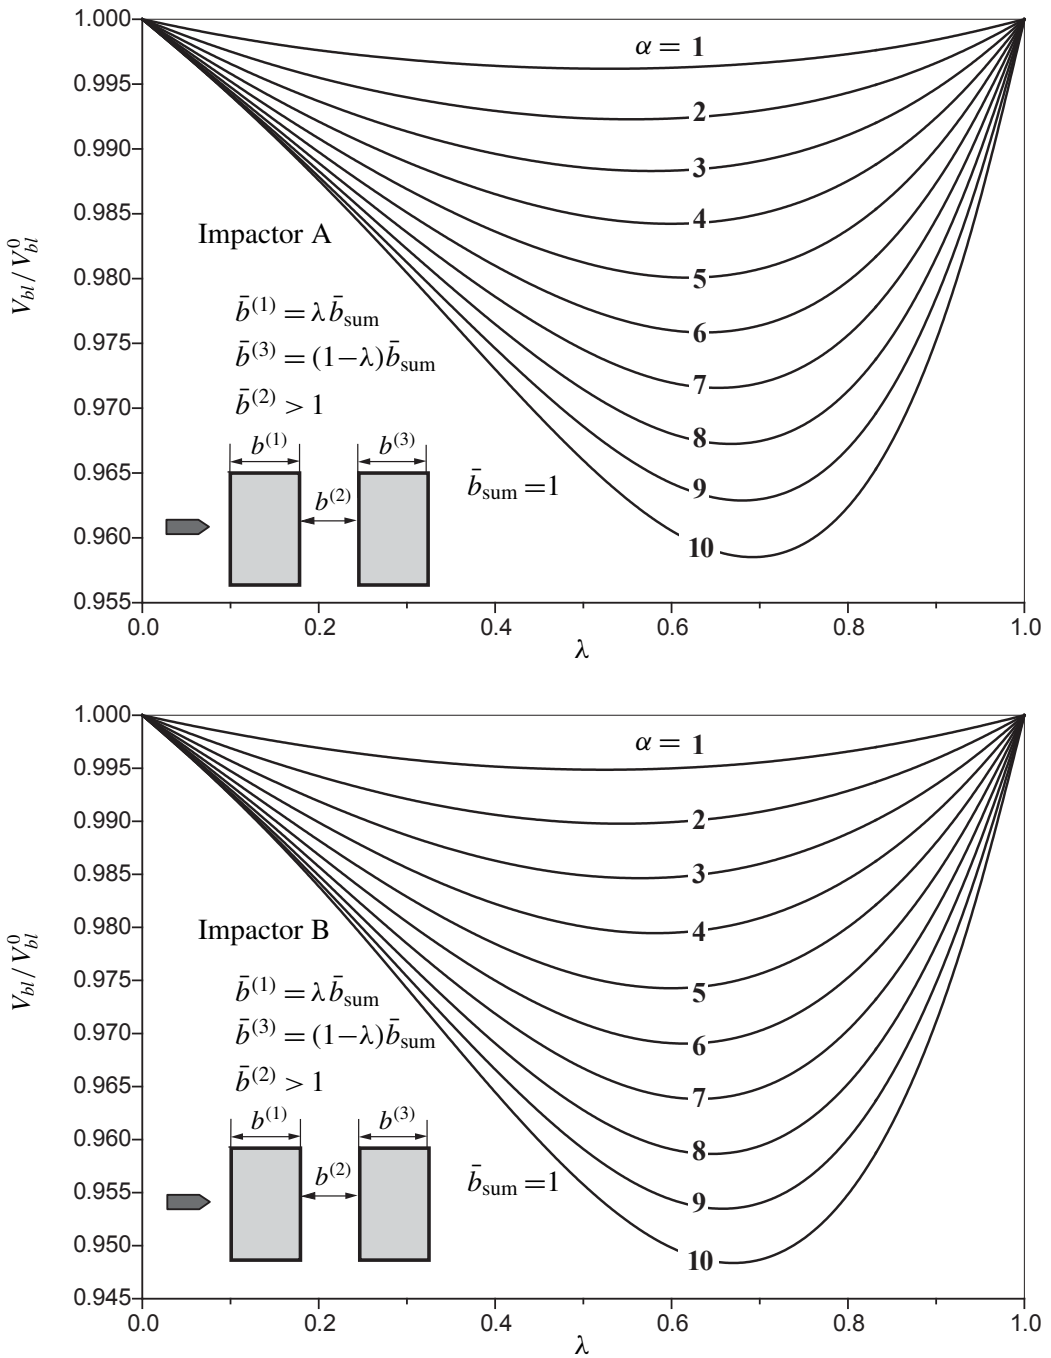 1.000
α = 1
0.995
2
0.990
3
0.985
4
Impactor A
V_bl / V_bl^0
0.980
5
b̄^(1) = λ b̄_sum
6
0.975
b̄^(3) = (1−λ) b̄_sum
7
0.970
b̄^(2) > 1
8
b^(1) b^(3)
0.965
9
b^(2)
b̄_sum = 1
0.960
10
0.955
0.0 0.2 0.4 0.6 0.8 1.0
λ
1.000
α = 1
0.995
2
0.990
3
0.985
4
0.980
Impactor B
V_bl / V_bl^0
0.975
5
b̄^(1) = λ b̄_sum
0.970
6
b̄^(3) = (1−λ) b̄_sum
0.965
7
b̄^(2) > 1
0.960
8
b^(1) b^(3)
b^(2)
0.955
9
b̄_sum = 1
0.950
10
0.945
0.0 0.2 0.4 0.6 0.8 1.0
λ